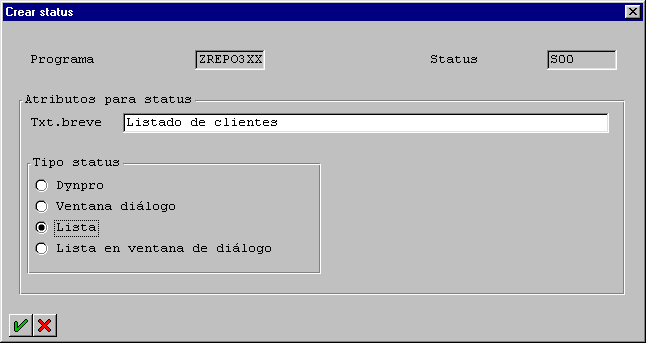 Crear status
Programa ZREPO3XX Status S00
Atributos para status
Txt.breve Listado de clientes
Tipo status
Dynpro
Ventana diálogo
Lista
Lista en ventana de diálogo